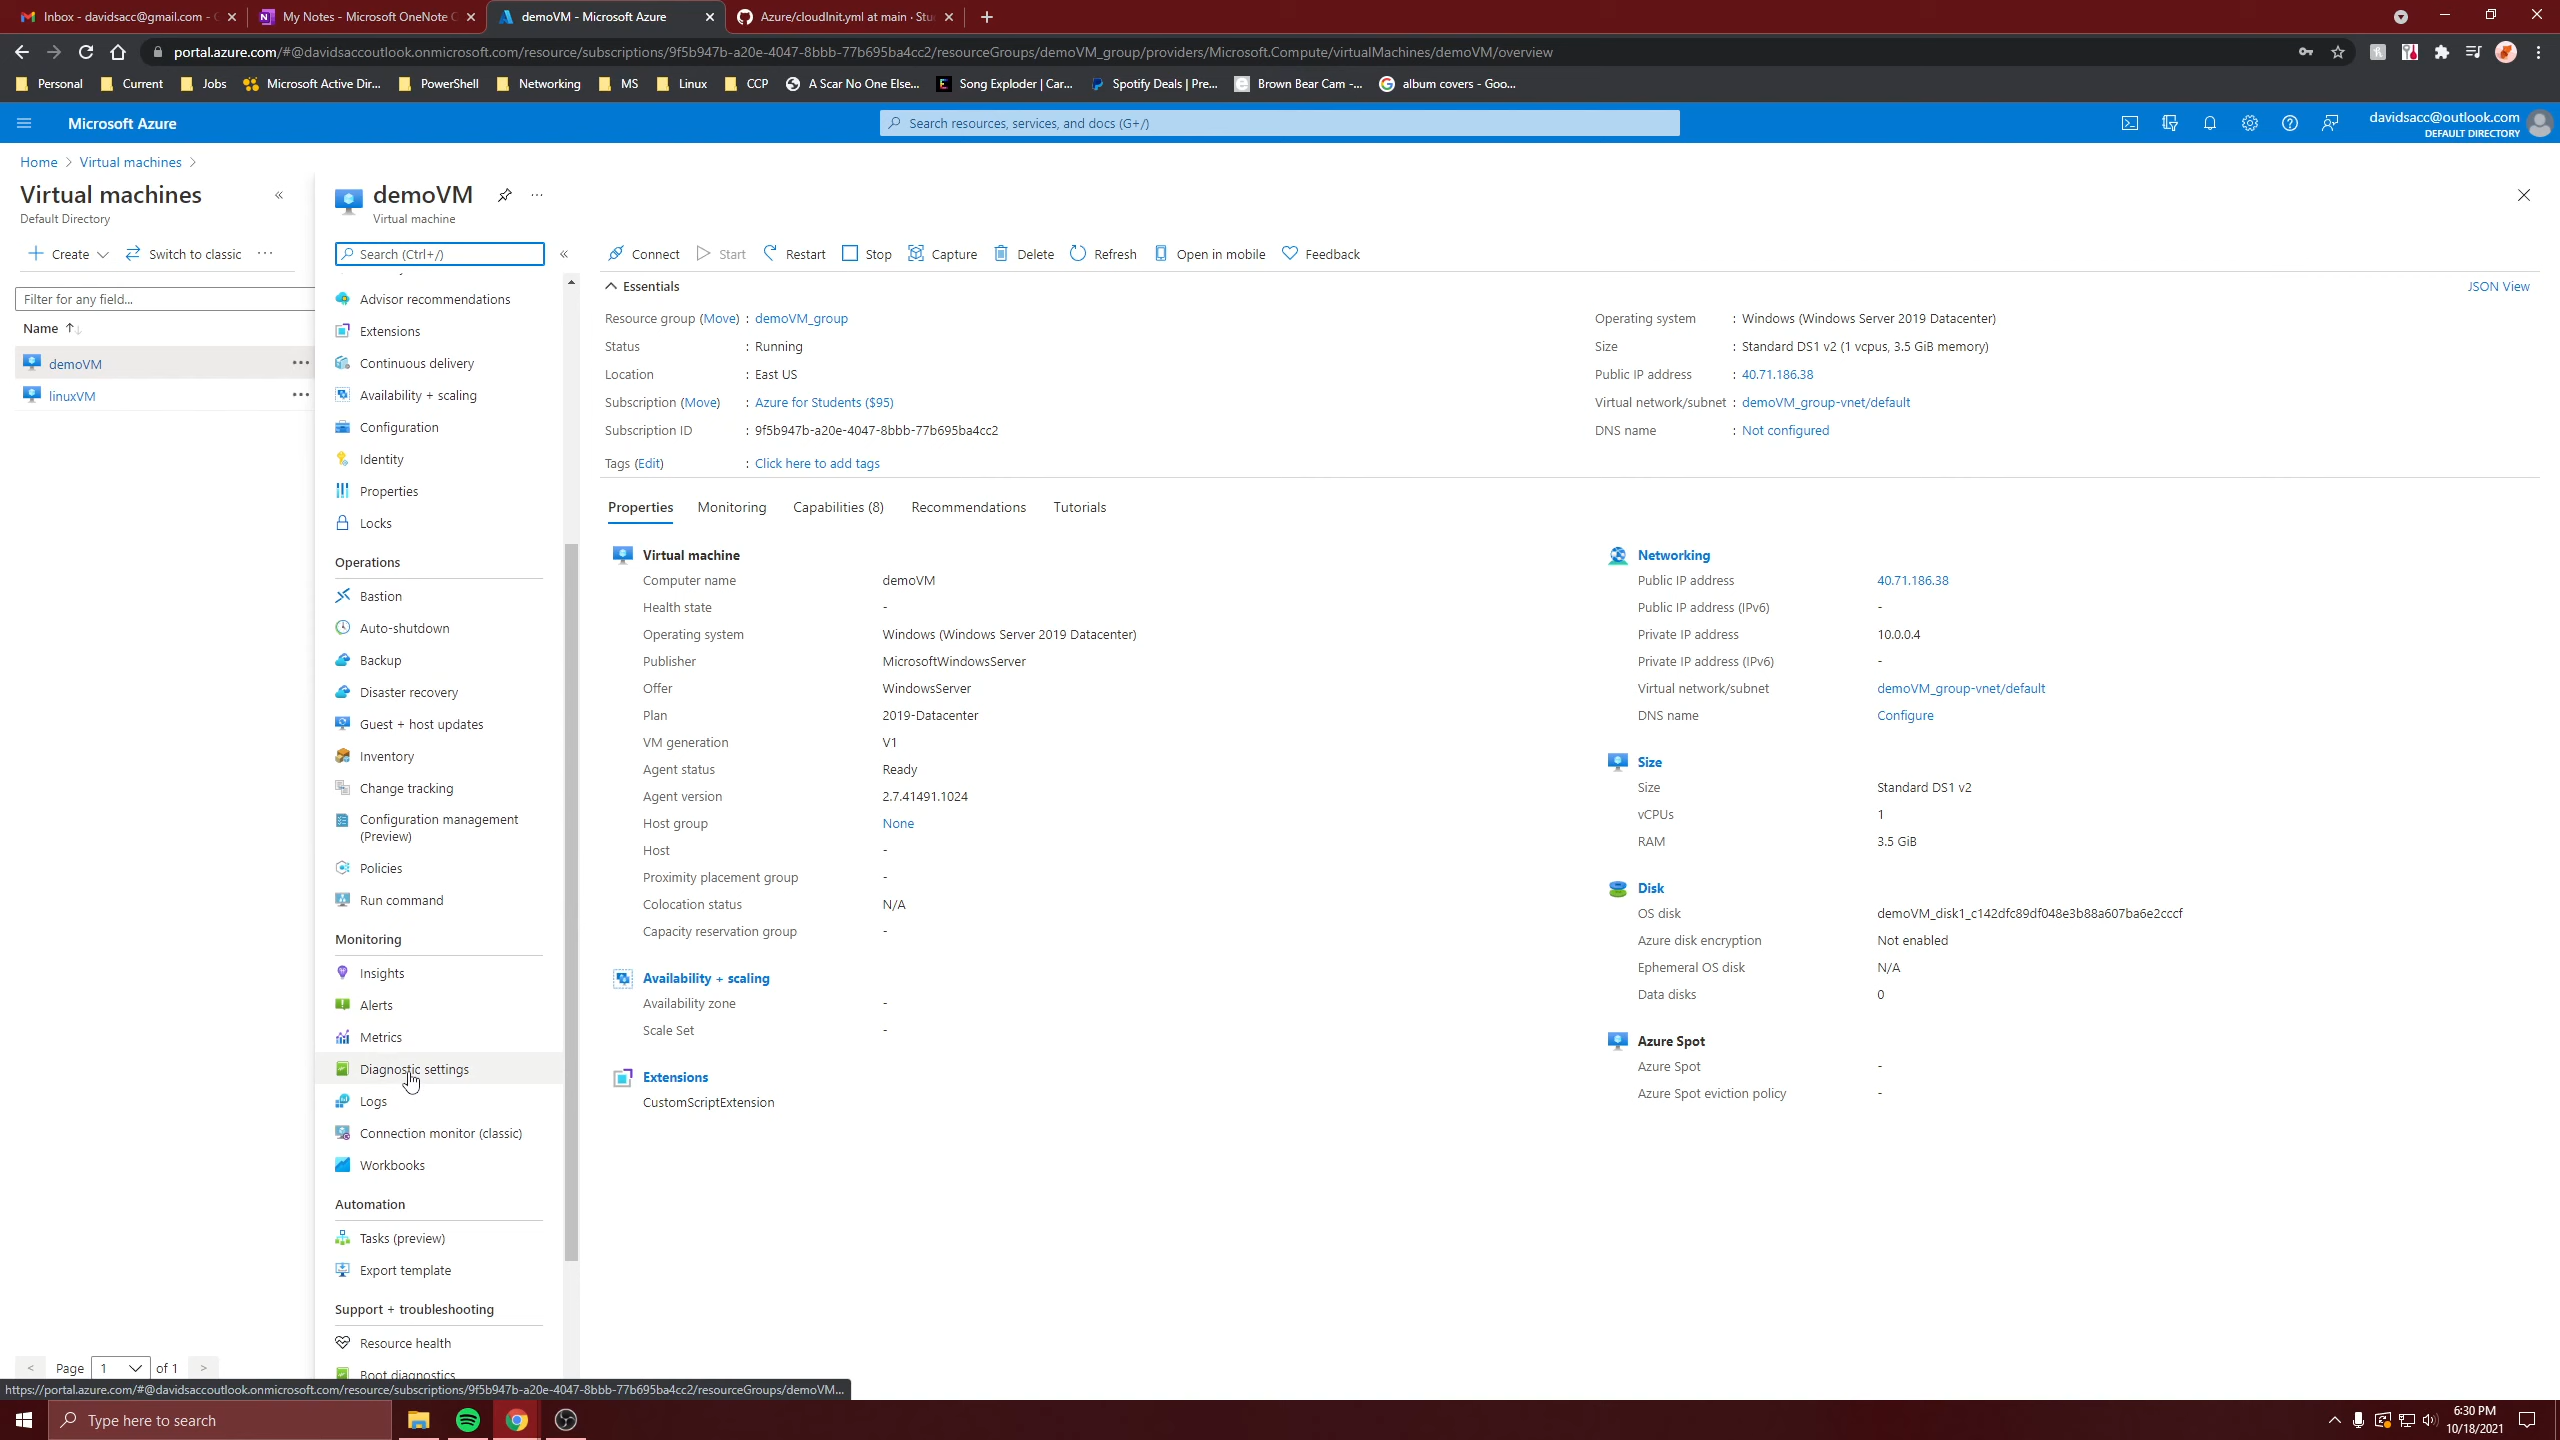 Inbox - davidsacc@gmail.com - G
My Notes - Microsoft OneNote O
demoVM - Microsoft Azure
Azure/cloudInit.yml at main · Stu
portal.azure.com/#@davidsaccoutlook.onmicrosoft.com/resource/subscriptions/9f5b947b-a20e-4047-8bbb-77b695ba4cc2/resourceGroups/demoVM_group/providers/Microsoft.Compute/virtualMachines/demoVM/overview
Personal
Current
Jobs
Microsoft Active Dir...
PowerShell
Networking
MS
Linux
CCP
A Scar No One Else...
Song Exploder | Car...
Spotify Deals | Pre...
Brown Bear Cam -...
album covers - Goo...
Microsoft Azure
Search resources, services, and docs (G+/)
davidsacc@outlook.com
DEFAULT DIRECTORY
Home > Virtual machines >
Virtual machines
Default Directory
Create
Switch to classic
Filter for any field...
Name ↑↓
demoVM
linuxVM
Page 1 of 1
demoVM
Virtual machine
Search (Ctrl+/)
Advisor recommendations
Extensions
Continuous delivery
Availability + scaling
Configuration
Identity
Properties
Locks
Operations
Bastion
Auto-shutdown
Backup
Disaster recovery
Guest + host updates
Inventory
Change tracking
Configuration management
(Preview)
Policies
Run command
Monitoring
Insights
Alerts
Metrics
Diagnostic settings
Logs
Connection monitor (classic)
Workbooks
Automation
Tasks (preview)
Export template
Support + troubleshooting
Resource health
Boot diagnostics
Connect
Start
Restart
Stop
Capture
Delete
Refresh
Open in mobile
Feedback
Essentials
JSON View
Resource group (Move) : demoVM_group
Status : Running
Location : East US
Subscription (Move) : Azure for Students ($95)
Subscription ID : 9f5b947b-a20e-4047-8bbb-77b695ba4cc2
Tags (Edit) : Click here to add tags
Operating system : Windows (Windows Server 2019 Datacenter)
Size : Standard DS1 v2 (1 vcpus, 3.5 GiB memory)
Public IP address : 40.71.186.38
Virtual network/subnet : demoVM_group-vnet/default
DNS name : Not configured
Properties
Monitoring
Capabilities (8)
Recommendations
Tutorials
Virtual machine
Computer name demoVM
Health state -
Operating system Windows (Windows Server 2019 Datacenter)
Publisher MicrosoftWindowsServer
Offer WindowsServer
Plan 2019-Datacenter
VM generation V1
Agent status Ready
Agent version 2.7.41491.1024
Host group None
Host -
Proximity placement group -
Colocation status N/A
Capacity reservation group -
Availability + scaling
Availability zone -
Scale Set -
Extensions
CustomScriptExtension
Networking
Public IP address 40.71.186.38
Public IP address (IPv6) -
Private IP address 10.0.0.4
Private IP address (IPv6) -
Virtual network/subnet demoVM_group-vnet/default
DNS name Configure
Size
Size Standard DS1 v2
vCPUs 1
RAM 3.5 GiB
Disk
OS disk demoVM_disk1_c142dfc89df048e3b88a607ba6e2cccf
Azure disk encryption Not enabled
Ephemeral OS disk N/A
Data disks 0
Azure Spot
Azure Spot -
Azure Spot eviction policy -
https://portal.azure.com/#@davidsaccoutlook.onmicrosoft.com/resource/subscriptions/9f5b947b-a20e-4047-8bbb-77b695ba4cc2/resourceGroups/demoVM...
Type here to search
6:30 PM
10/18/2021